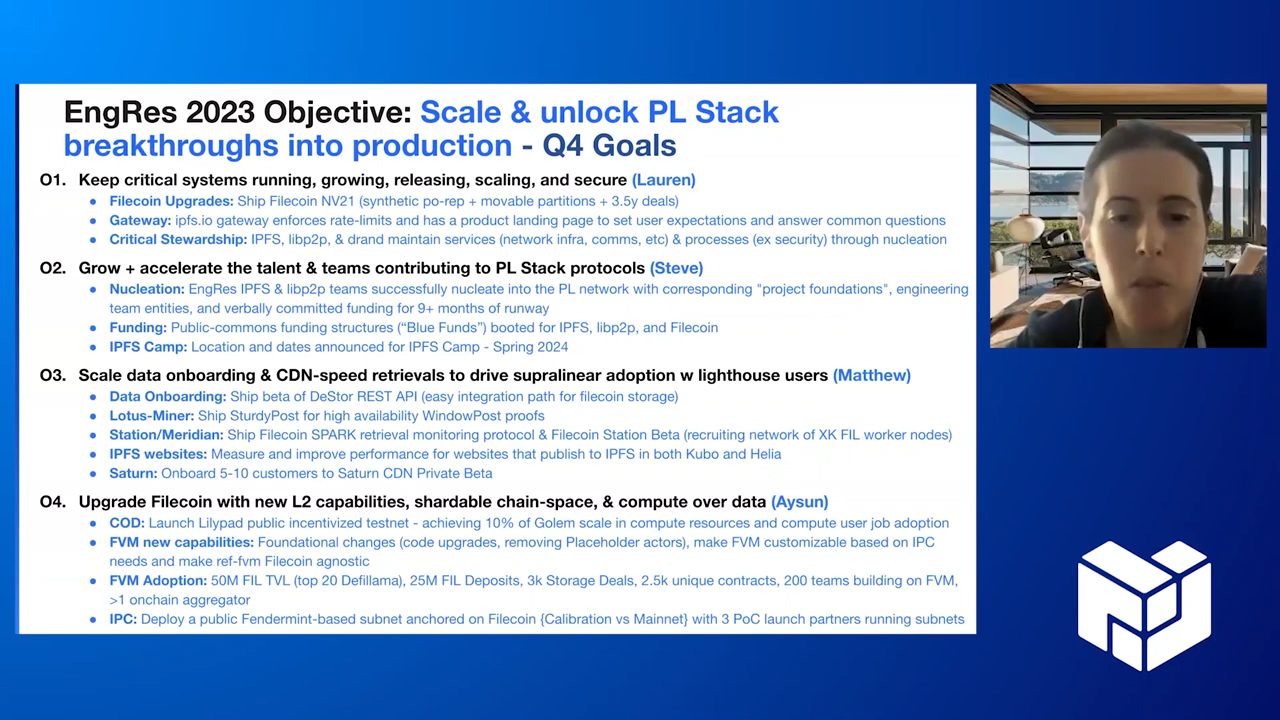 EngRes 2023 Objective: Scale & unlock PL Stack
breakthroughs into production - Q4 Goals
O1. Keep critical systems running, growing, releasing, scaling, and secure (Lauren)
● Filecoin Upgrades: Ship Filecoin NV21 (synthetic po-rep + movable partitions + 3.5y deals)
● Gateway: ipfs.io gateway enforces rate-limits and has a product landing page to set user expectations and answer common questions
● Critical Stewardship: IPFS, libp2p, & drand maintain services (network infra, comms, etc) & processes (ex security) through nucleation
O2. Grow + accelerate the talent & teams contributing to PL Stack protocols (Steve)
● Nucleation: EngRes IPFS & libp2p teams successfully nucleate into the PL network with corresponding "project foundations", engineering
team entities, and verbally committed funding for 9+ months of runway
● Funding: Public-commons funding structures (“Blue Funds”) booted for IPFS, libp2p, and Filecoin
● IPFS Camp: Location and dates announced for IPFS Camp - Spring 2024
O3. Scale data onboarding & CDN-speed retrievals to drive supralinear adoption w lighthouse users (Matthew)
● Data Onboarding: Ship beta of DeStor REST API (easy integration path for filecoin storage)
● Lotus-Miner: Ship SturdyPost for high availability WindowPost proofs
● Station/Meridian: Ship Filecoin SPARK retrieval monitoring protocol & Filecoin Station Beta (recruiting network of XK FIL worker nodes)
● IPFS websites: Measure and improve performance for websites that publish to IPFS in both Kubo and Helia
● Saturn: Onboard 5-10 customers to Saturn CDN Private Beta
O4. Upgrade Filecoin with new L2 capabilities, shardable chain-space, & compute over data (Aysun)
● COD: Launch Lilypad public incentivized testnet - achieving 10% of Golem scale in compute resources and compute user job adoption
● FVM new capabilities: Foundational changes (code upgrades, removing Placeholder actors), make FVM customizable based on IPC
needs and make ref-fvm Filecoin agnostic
● FVM Adoption: 50M FIL TVL (top 20 Defillama), 25M FIL Deposits, 3k Storage Deals, 2.5k unique contracts, 200 teams building on FVM,
>1 onchain aggregator
● IPC: Deploy a public Fendermint-based subnet anchored on Filecoin {Calibration vs Mainnet} with 3 PoC launch partners running subnets